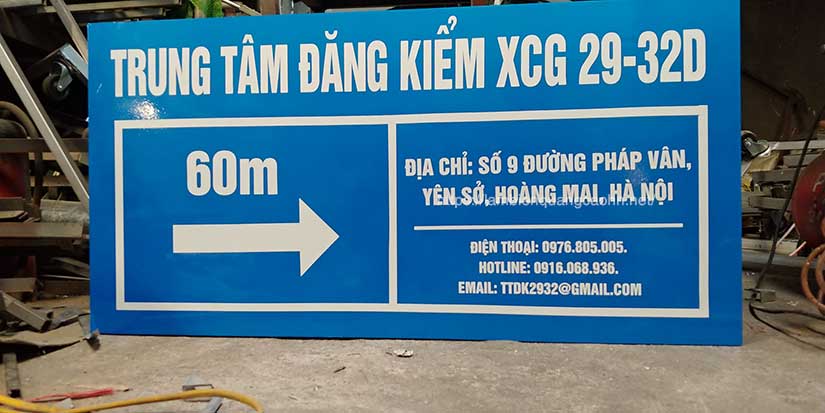 TRUNG TÂM ĐĂNG KIỂM XCG 29-32D
60m
ĐỊA CHỈ: SỐ 9 ĐƯỜNG PHÁP VÂN,
YÊN SỞ, HOÀNG MAI, HÀ NỘI
ĐIỆN THOẠI: 0976.805.005.
HOTLINE: 0916.068.936.
EMAIL: TTDK2932@GMAIL.COM